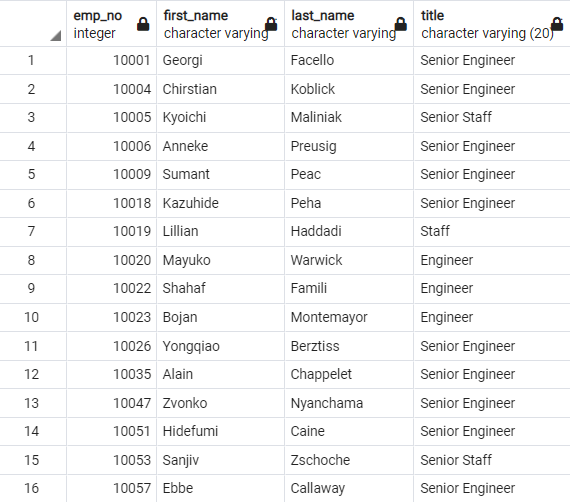 emp_no first_name last_name title
integer character varying character varying character varying (20)
1 10001 Georgi Facello Senior Engineer
2 10004 Chirstian Koblick Senior Engineer
3 10005 Kyoichi Maliniak Senior Staff
4 10006 Anneke Preusig Senior Engineer
5 10009 Sumant Peac Senior Engineer
6 10018 Kazuhide Peha Senior Engineer
7 10019 Lillian Haddadi Staff
8 10020 Mayuko Warwick Engineer
9 10022 Shahaf Famili Engineer
10 10023 Bojan Montemayor Engineer
11 10026 Yongqiao Berztiss Senior Engineer
12 10035 Alain Chappelet Senior Engineer
13 10047 Zvonko Nyanchama Senior Engineer
14 10051 Hidefumi Caine Senior Engineer
15 10053 Sanjiv Zschoche Senior Staff
16 10057 Ebbe Callaway Senior Engineer